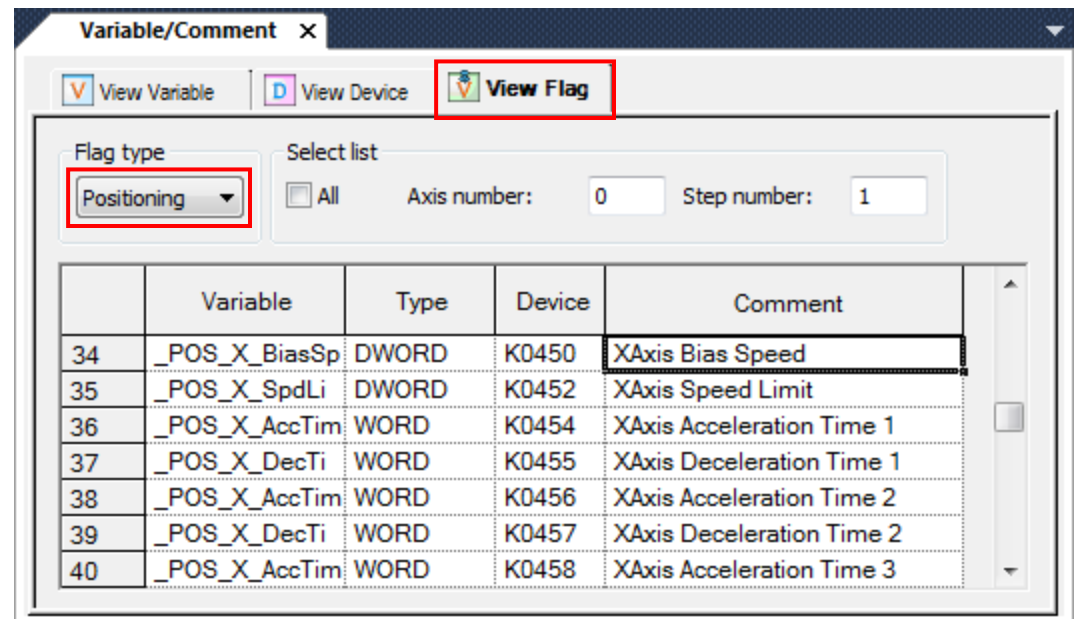 Variable/Comment X
V View Variable D View Device V View Flag
Flag type Select list
Positioning All Axis number: 0 Step number: 1
Variable Type Device Comment
34 _POS_X_BiasSp DWORD K0450 XAxis Bias Speed
35 _POS_X_SpdLi DWORD K0452 XAxis Speed Limit
36 _POS_X_AccTim WORD K0454 XAxis Acceleration Time 1
37 _POS_X_DecTi WORD K0455 XAxis Deceleration Time 1
38 _POS_X_AccTim WORD K0456 XAxis Acceleration Time 2
39 _POS_X_DecTi WORD K0457 XAxis Deceleration Time 2
40 _POS_X_AccTim WORD K0458 XAxis Acceleration Time 3